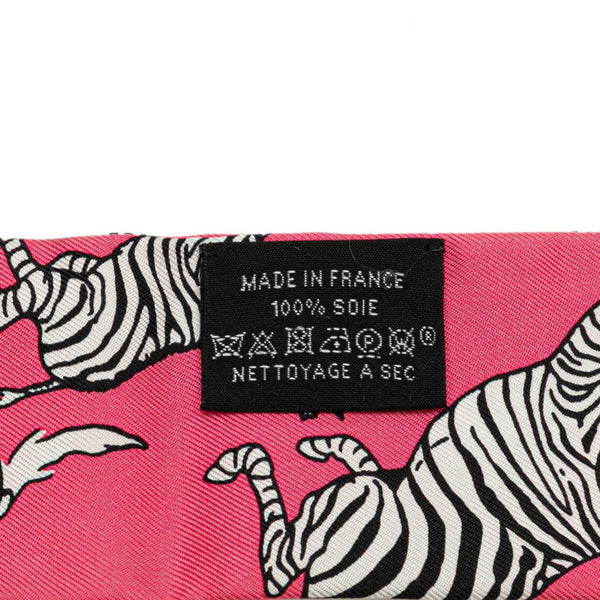 MADE IN FRANCE
100% SOIE
P W ®
NETTOYAGE A SEC